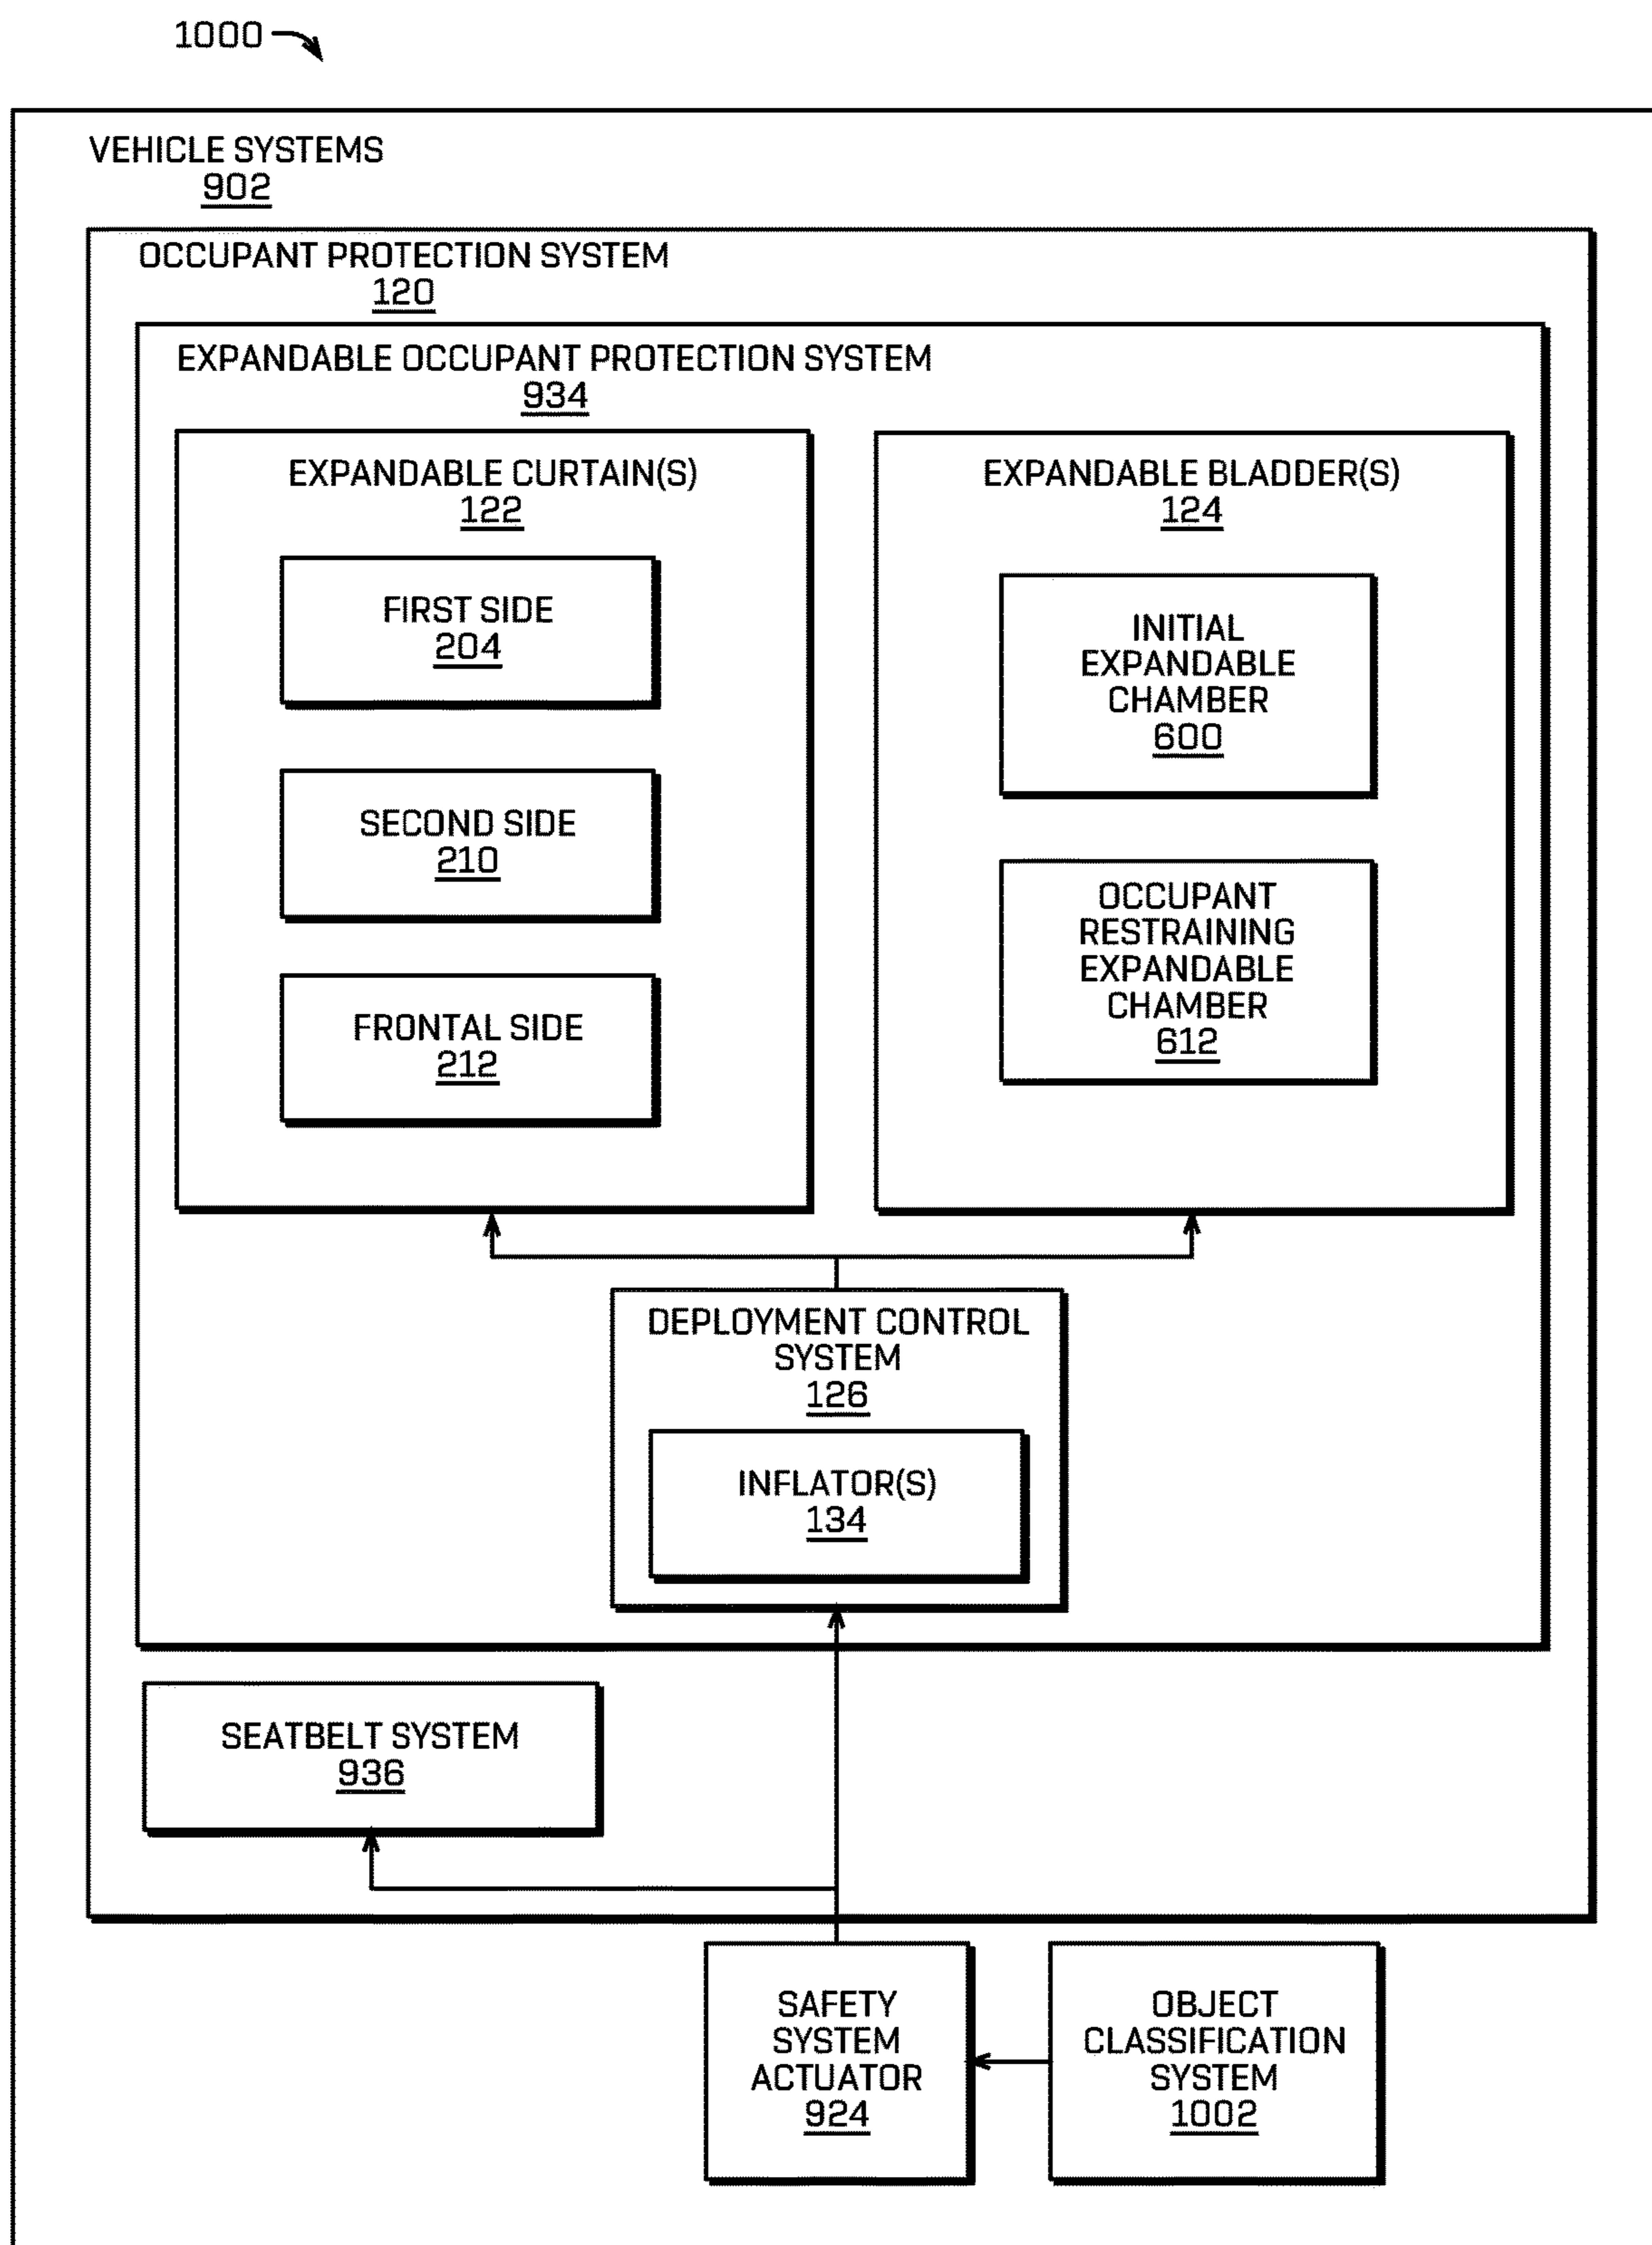 1000
VEHICLE SYSTEMS
902
OCCUPANT PROTECTION SYSTEM
120
EXPANDABLE OCCUPANT PROTECTION SYSTEM
934
EXPANDABLE CURTAIN(S)
122
FIRST SIDE
204
SECOND SIDE
210
FRONTAL SIDE
212
EXPANDABLE BLADDER(S)
124
INITIAL
EXPANDABLE
CHAMBER
600
OCCUPANT
RESTRAINING
EXPANDABLE
CHAMBER
612
DEPLOYMENT CONTROL
SYSTEM
126
INFLATOR(S)
134
SEATBELT SYSTEM
936
SAFETY
SYSTEM
ACTUATOR
924
OBJECT
CLASSIFICATION
SYSTEM
1002